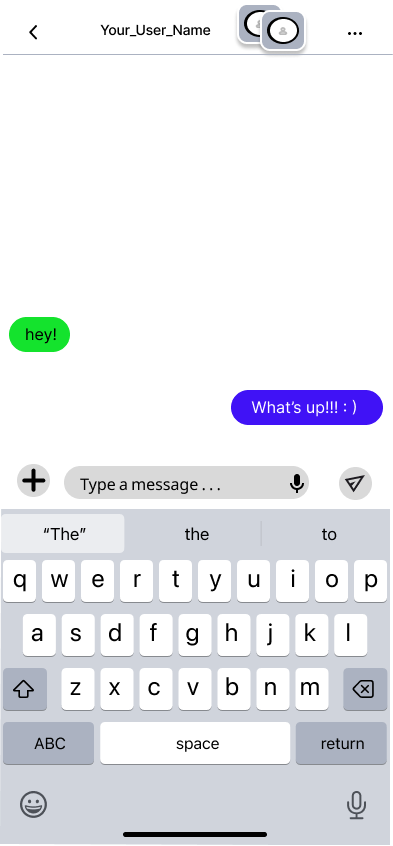 Your_User_Name
hey!
What’s up!!! : )
Type a message . . .
“The” the to
q w e r t y u i o p
a s d f g h j k l
z x c v b n m
ABC space return